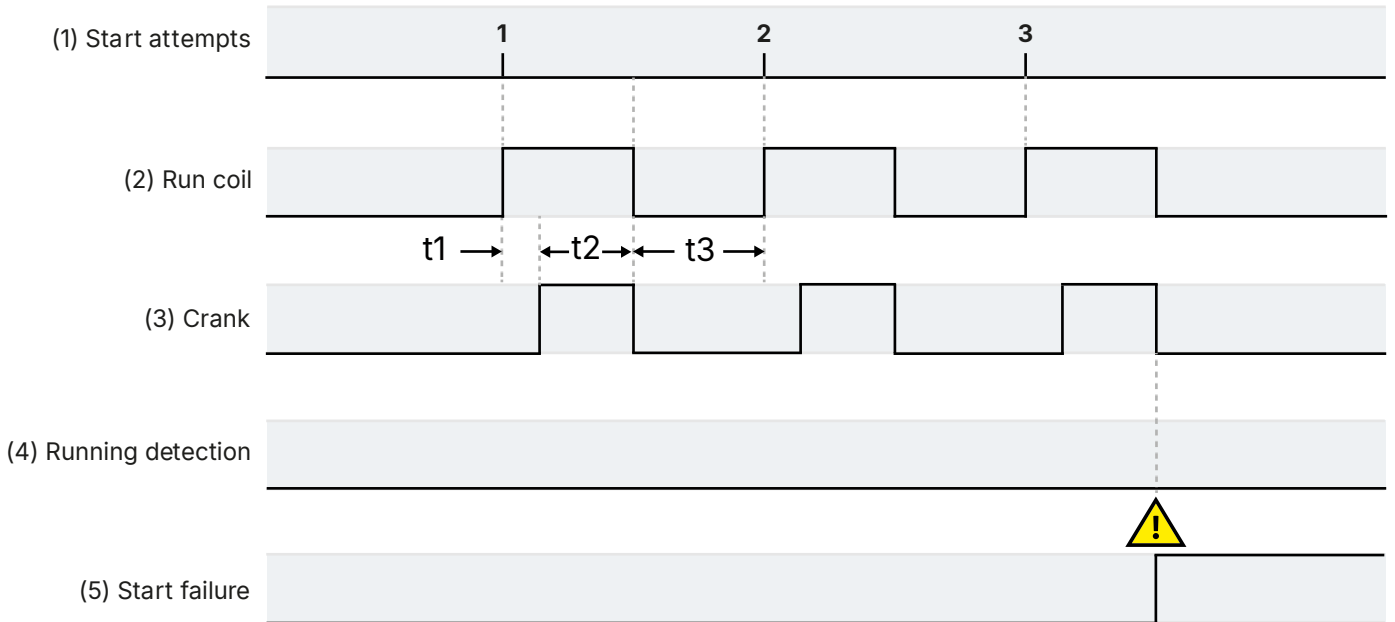 (1) Start attempts
1
2
3
(2) Run coil
t1
t2
t3
(3) Crank
(4) Running detection
!
(5) Start failure